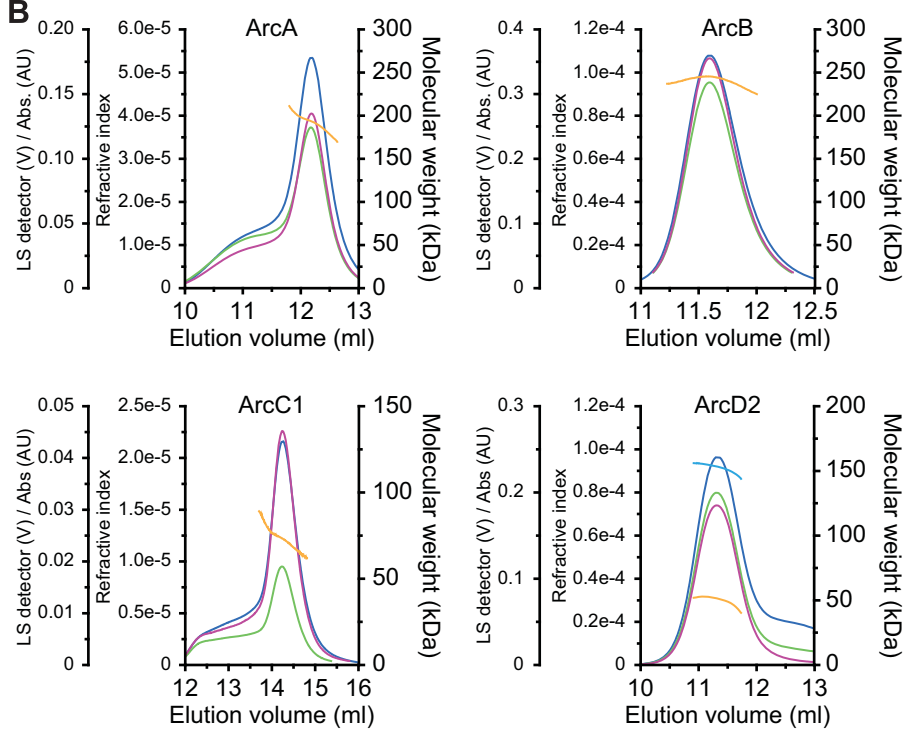 B
ArcA
LS detector (V) / Abs. (AU)
0.20
0.15
0.10
0.05
0
Refractive index
6.0e-5
5.0e-5
4.0e-5
3.0e-5
2.0e-5
1.0e-5
0
300
250
200
150
100
50
0
Molecular weight (kDa)
10 11 12 13
Elution volume (ml)
ArcB
LS detector (V) / Abs. (AU)
0.4
0.3
0.2
0.1
0
Refractive index
1.2e-4
1.0e-4
0.8e-4
0.6e-4
0.4e-4
0.2e-4
0
300
250
200
150
100
50
0
Molecular weight (kDa)
11 11.5 12 12.5
Elution volume (ml)
ArcC1
LS detector (V) / Abs (AU)
0.05
0.04
0.03
0.02
0.01
0
Refractive index
2.5e-5
2.0e-5
1.5e-5
1.0e-5
0.5e-5
0
150
100
50
0
Molecular weight (kDa)
12 13 14 15 16
Elution volume (ml)
ArcD2
LS detector (V) / Abs (AU)
0.3
0.2
0.1
0
Refractive index
1.2e-4
1.0e-4
0.8e-4
0.6e-4
0.4e-4
0.2e-4
0
200
150
100
50
0
Molecular weight (kDa)
10 11 12 13
Elution volume (ml)